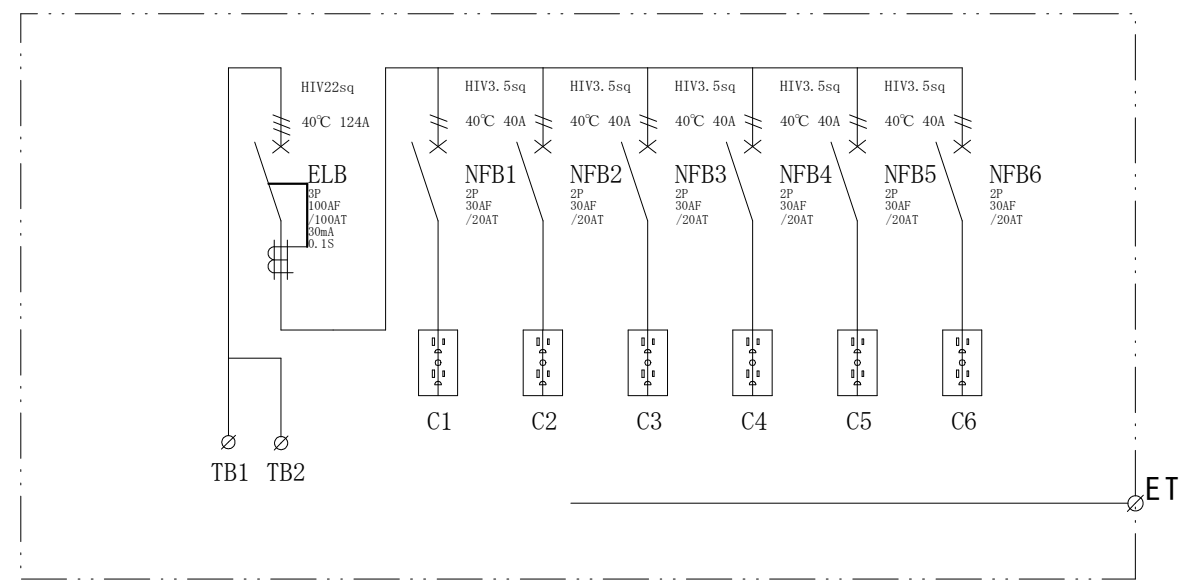 HIV22sq
40℃ 124A
ELB
3P
100AF
/100AT
30mA
0.1S
HIV3.5sq
40℃ 40A
NFB1
2P
30AF
/20AT
HIV3.5sq
40℃ 40A
NFB2
2P
30AF
/20AT
HIV3.5sq
40℃ 40A
NFB3
2P
30AF
/20AT
HIV3.5sq
40℃ 40A
NFB4
2P
30AF
/20AT
HIV3.5sq
40℃ 40A
NFB5
2P
30AF
/20AT
NFB6
2P
30AF
/20AT
C1
C2
C3
C4
C5
C6
TB1
TB2
ET